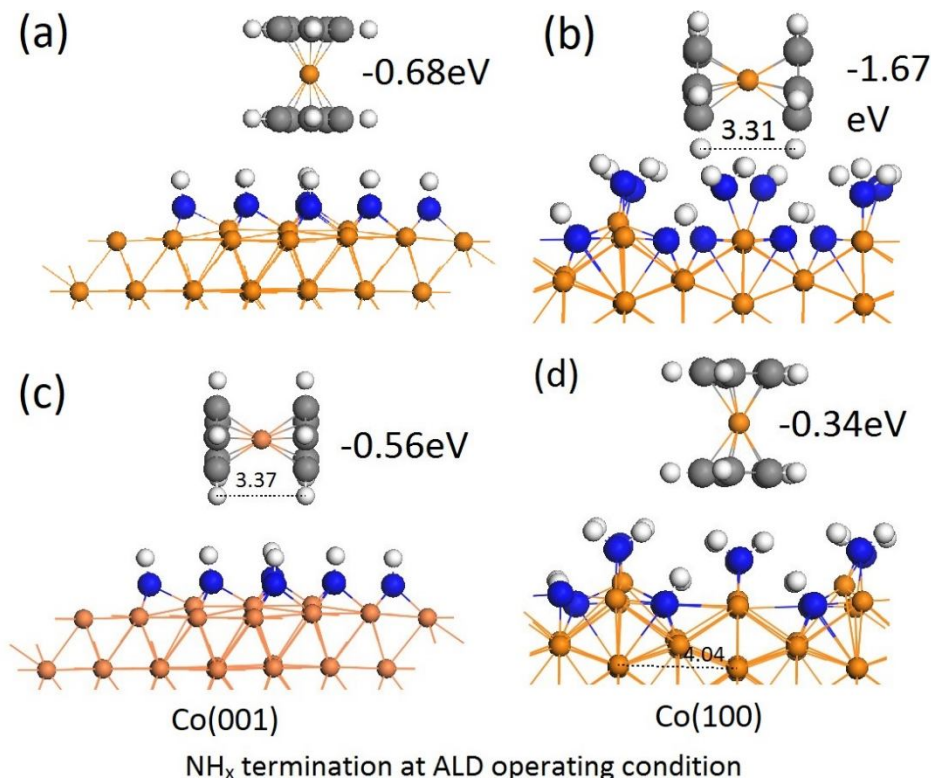 (a)
-0.68eV
(b)
-1.67
eV
3.31
(c)
-0.56eV
3.37
(d)
-0.34eV
4.04
Co(001)
Co(100)
NHₓ termination at ALD operating condition